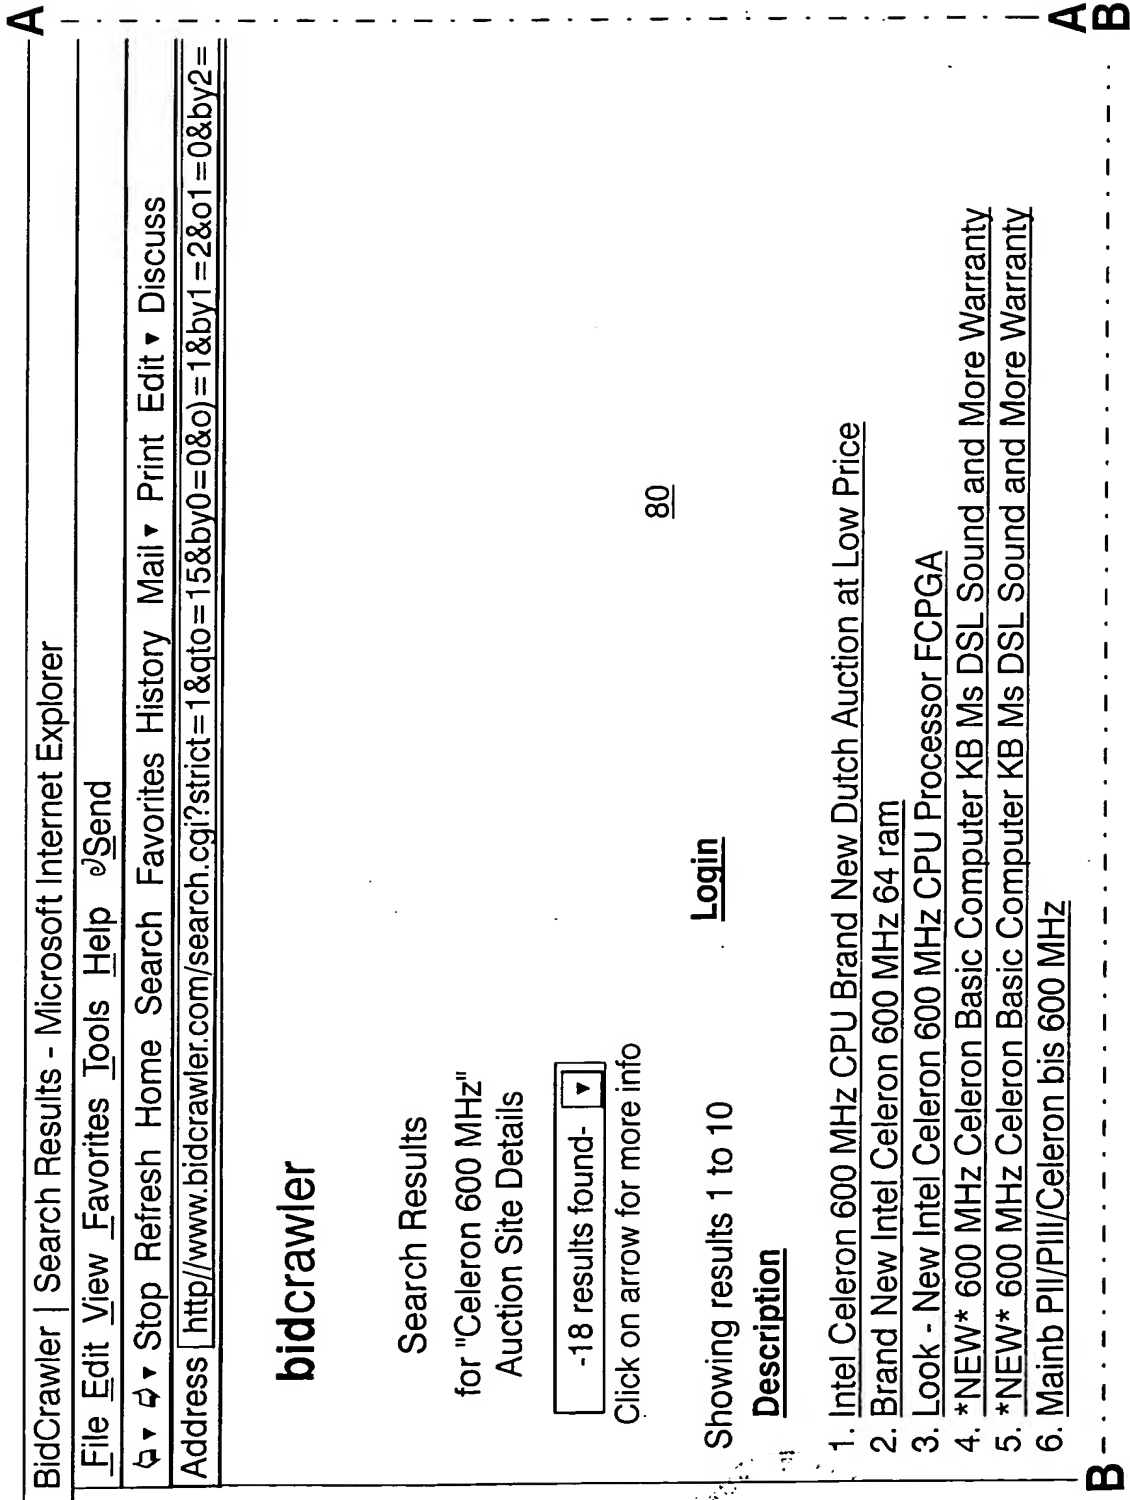 BidCrawler | Search Results - Microsoft Internet Explorer
A
File Edit View Favorites Tools Help Send
Stop Refresh Home Search Favorites History Mail Print Edit Discuss
Address http//www.bidcrawler.com/search.cgi?strict=1&qto=15&by0=0&o)=1&by1=2&o1=0&by2=
bidcrawler
Search Results
for "Celeron 600 MHz"
Auction Site Details
-18 results found-
Click on arrow for more info
80
Showing results 1 to 10
Login
Description
1. Intel Celeron 600 MHz CPU Brand New Dutch Auction at Low Price
2. Brand New Intel Celeron 600 MHz 64 ram
3. Look - New Intel Celeron 600 MHz CPU Processor FCPGA
4. *NEW* 600 MHz Celeron Basic Computer KB Ms DSL Sound and More Warranty
5. *NEW* 600 MHz Celeron Basic Computer KB Ms DSL Sound and More Warranty
6. Mainb PII/PIII/Celeron bis 600 MHz
A
B
B